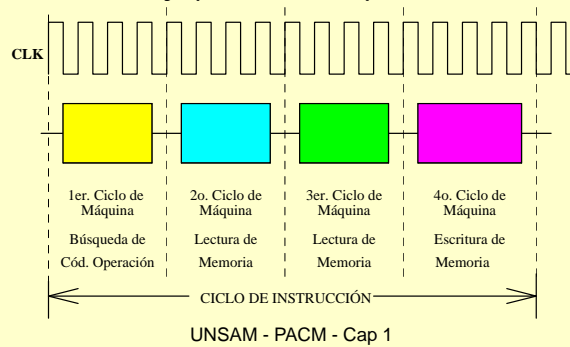 CLK
1er. Ciclo de
Máquina
Búsqueda de
Cód. Operación
2o. Ciclo de
Máquina
Lectura de
Memoria
3er. Ciclo de
Máquina
Lectura de
Memoria
4o. Ciclo de
Máquina
Escritura de
Memoria
CICLO DE INSTRUCCIÓN
UNSAM - PACM - Cap 1